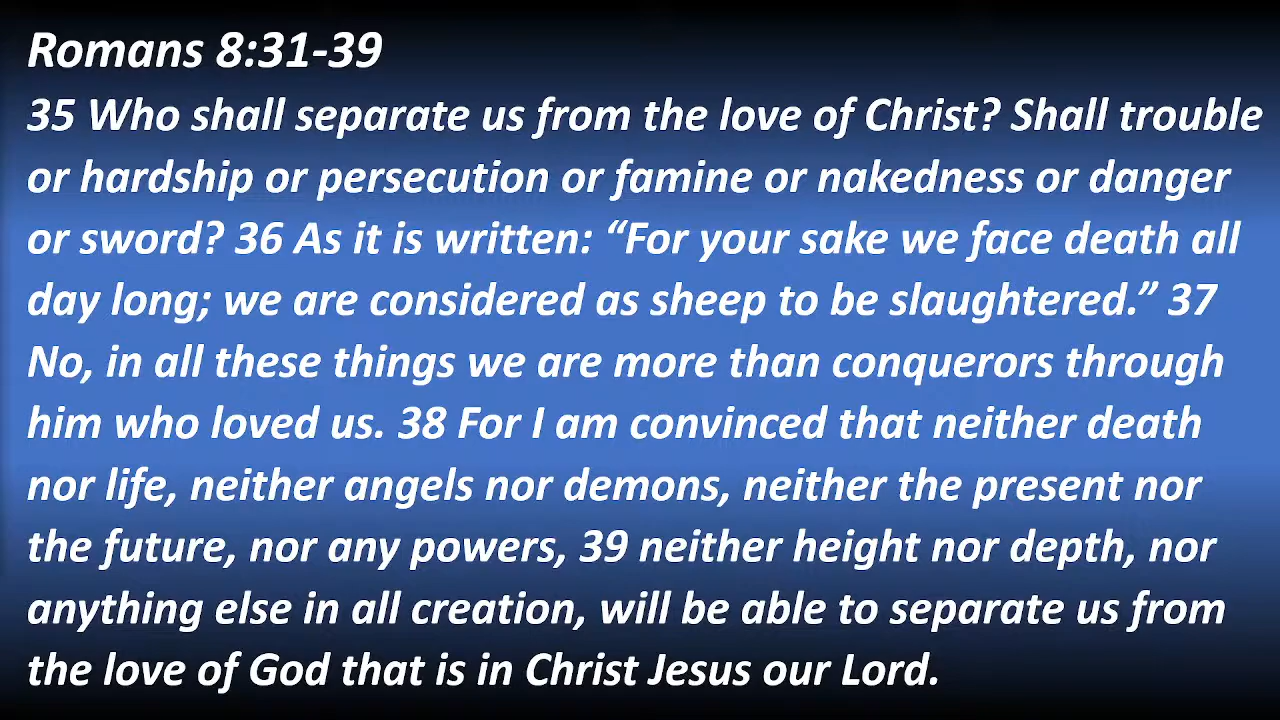 Romans 8:31-39
35 Who shall separate us from the love of Christ? Shall trouble
or hardship or persecution or famine or nakedness or danger
or sword? 36 As it is written: “For your sake we face death all
day long; we are considered as sheep to be slaughtered.” 37
No, in all these things we are more than conquerors through
him who loved us. 38 For I am convinced that neither death
nor life, neither angels nor demons, neither the present nor
the future, nor any powers, 39 neither height nor depth, nor
anything else in all creation, will be able to separate us from
the love of God that is in Christ Jesus our Lord.